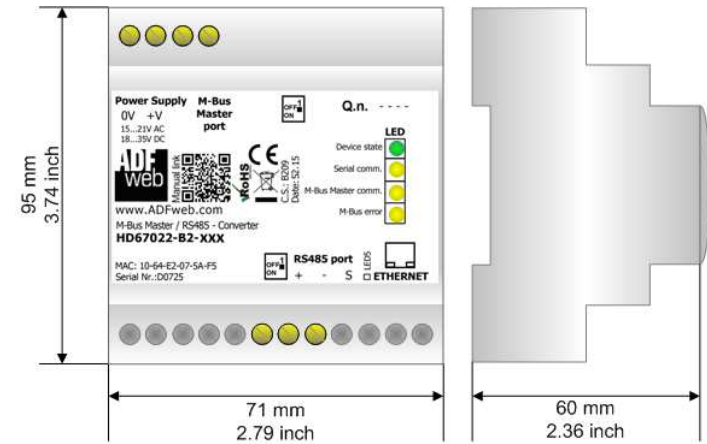 Power Supply M-Bus
0V +V Master
port
15...21V AC
18...35V DC
OFF 1
ON
Q.n. - - - -
LED
Device state
Serial comm.
M-Bus Master comm.
M-Bus error
ADF
web
Manual link
RoHS
CE
C.S.: B209
Date: 52.15
www.ADFweb.com
M-Bus Master / RS485 - Converter
HD67022-B2-XXX
MAC: 10-64-E2-07-5A-F5
Serial Nr.:D0725
OFF 1
ON
RS485 port
+ - S
LEDS
ETHERNET
95 mm
3.74 inch
71 mm
2.79 inch
60 mm
2.36 inch